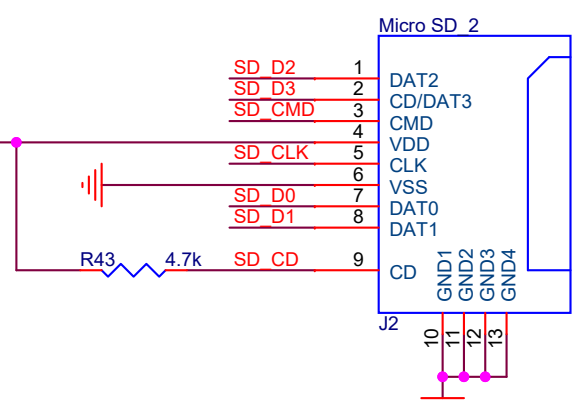 Micro SD_2
SD_D2 1 DAT2
SD_D3 2 CD/DAT3
SD_CMD 3 CMD
4 VDD
SD_CLK 5 CLK
6 VSS
SD_D0 7 DAT0
SD_D1 8 DAT1
R43 4.7k SD_CD 9 CD
GND1 GND2 GND3 GND4
J2
10 11 12 13